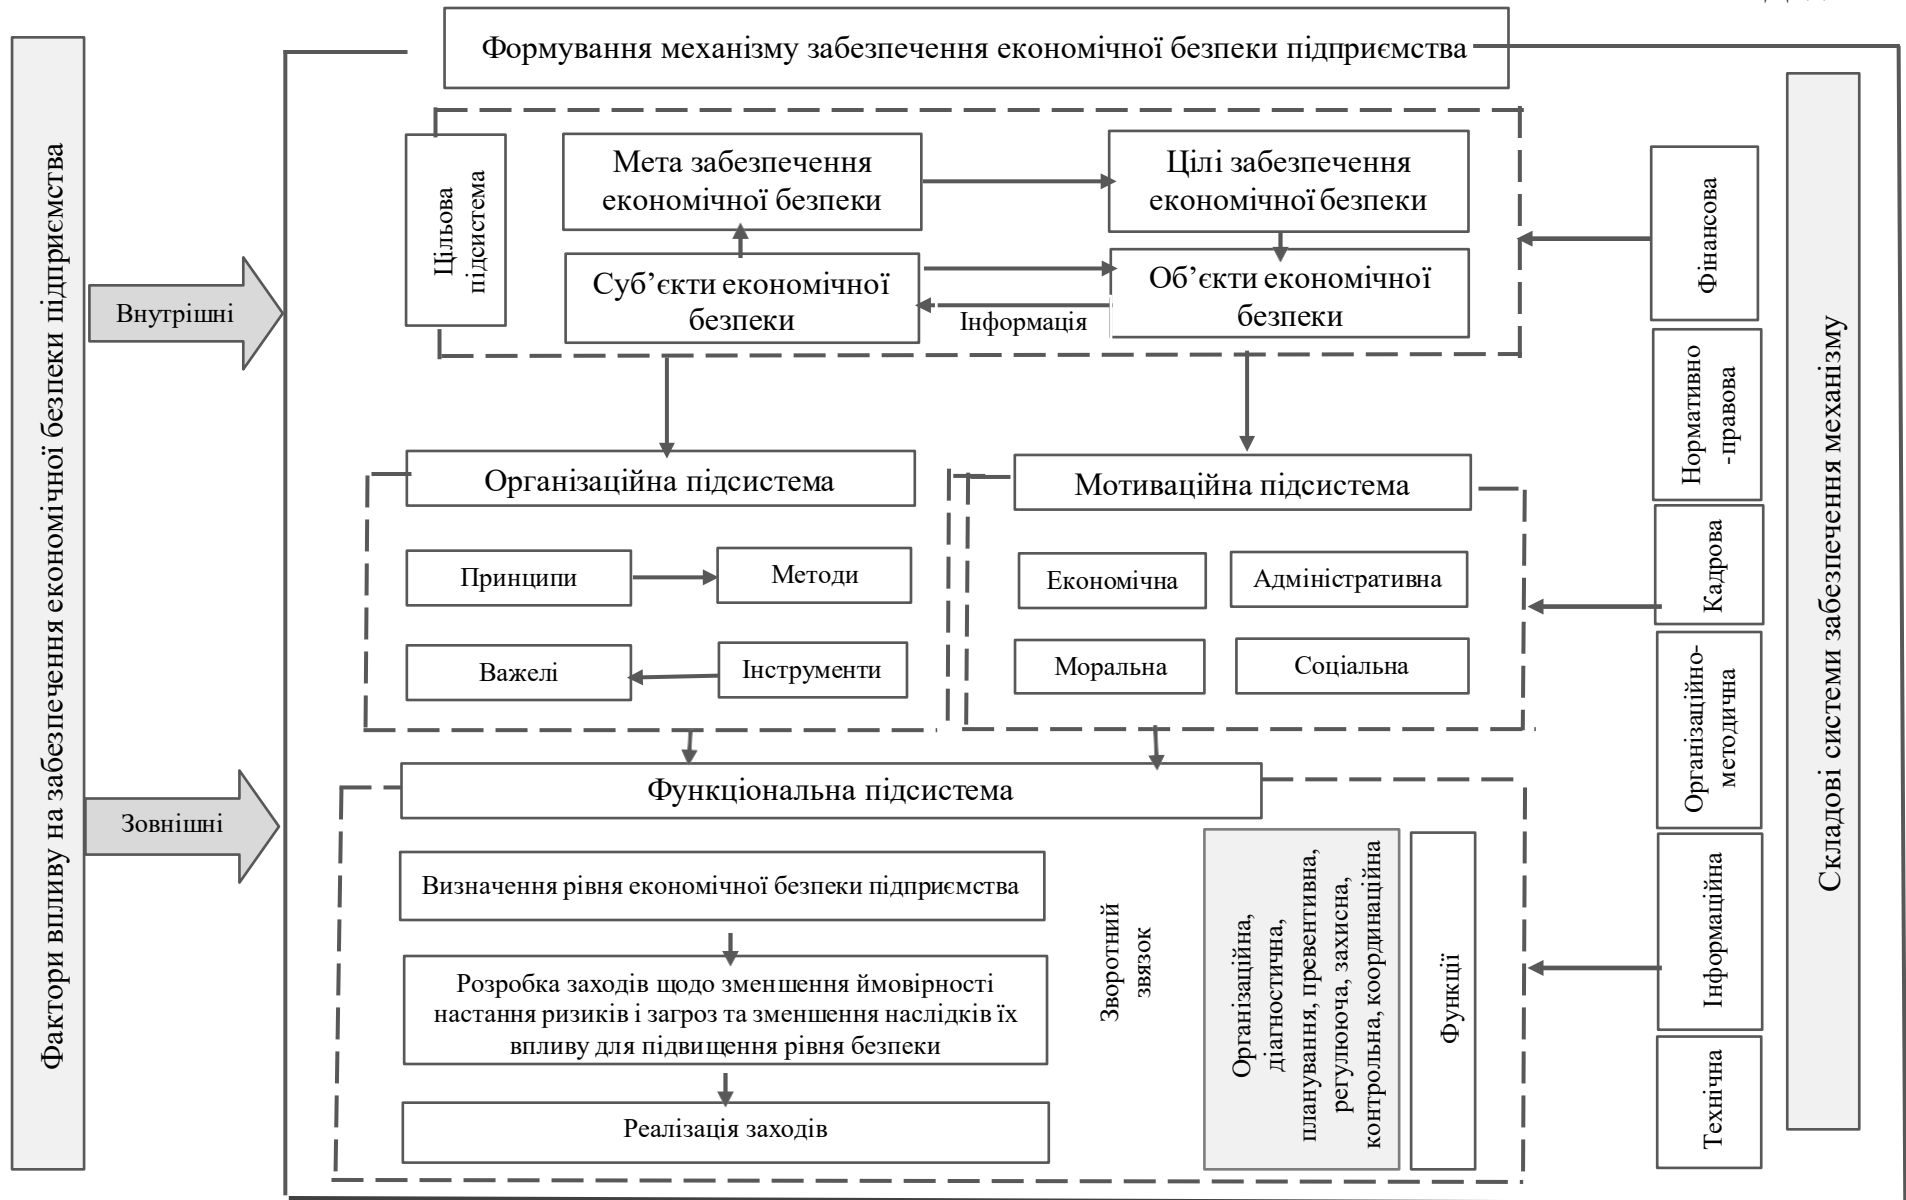 Формування механізму забезпечення економічної безпеки підприємства
Фактори впливу на забезпечення економічної безпеки підприємства
Внутрішні
Зовнішні
Цільова
підсистема
Мета забезпечення
економічної безпеки
Цілі забезпечення
економічної безпеки
Суб’єкти економічної
безпеки
Об’єкти економічної
безпеки
Інформація
Організаційна підсистема
Принципи
Методи
Важелі
Інструменти
Мотиваційна підсистема
Економічна
Адміністративна
Моральна
Соціальна
Функціональна підсистема
Визначення рівня економічної безпеки підприємства
Розробка заходів щодо зменшення ймовірності
настання ризиків і загроз та зменшення наслідків їх
впливу для підвищення рівня безпеки
Реалізація заходів
Зворотний
звязок
Організаційна,
діагностична,
планування, превентивна,
регулююча, захисна,
контрольна, координаційна
Функції
Фінансова
Нормативно
-правова
Кадрова
Організаційно-
методична
Інформаційна
Технічна
Складові системи забезпечення механізму